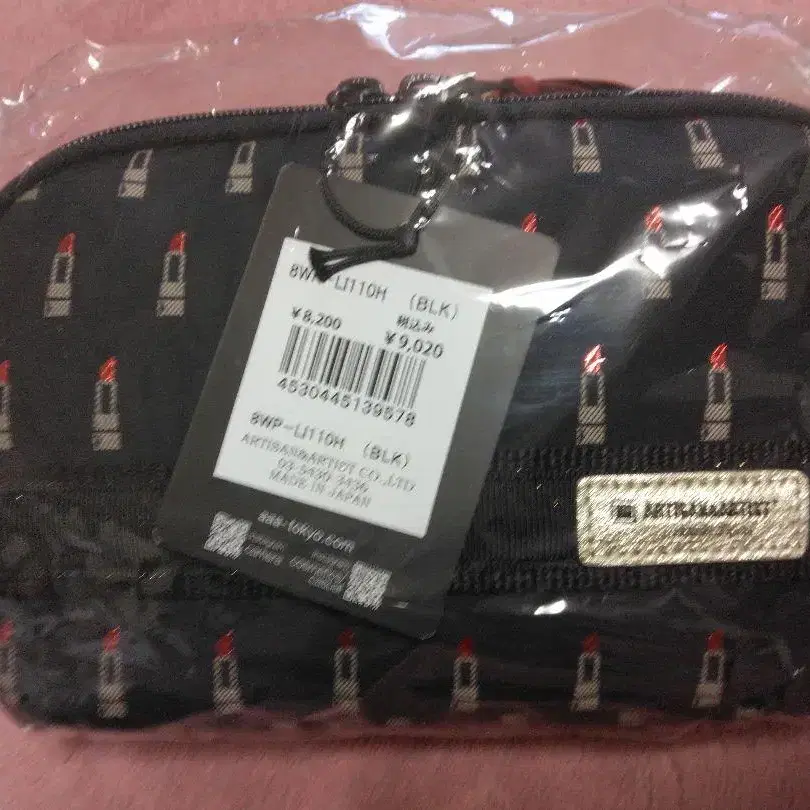 8WP-LI110H (BLK)
税込み
¥8,200 ¥9,020
4530445139578
8WP-LI110H (BLK)
ARTISAN&ARTIST CO.,LTD
MADE IN JAPAN
aaa-tokyo.com
ARTISAN&ARTIST